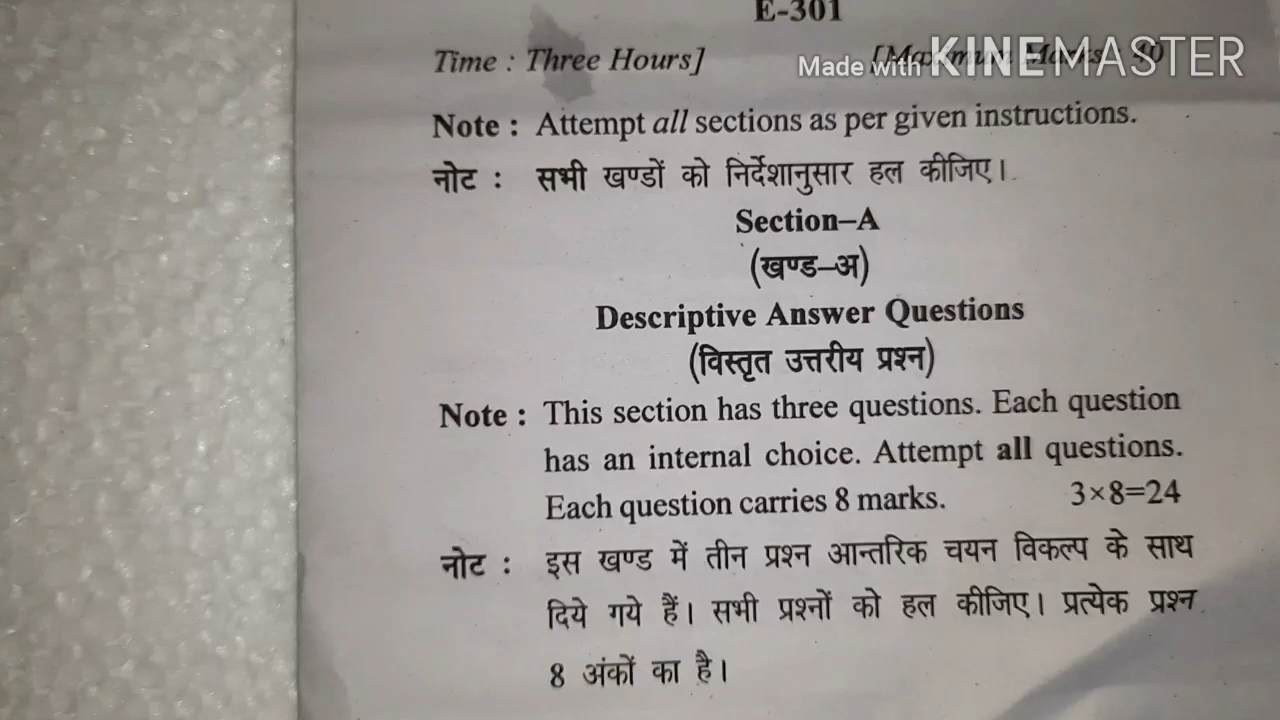 E-301
Time : Three Hours]
Made with KINEMASTER
Note : Attempt all sections as per given instructions.
नोट : सभी खण्डों को निर्देशानुसार हल कीजिए।
Section–A
(खण्ड–अ)
Descriptive Answer Questions
(विस्तृत उत्तरीय प्रश्न)
Note : This section has three questions. Each question
has an internal choice. Attempt all questions.
Each question carries 8 marks. 3×8=24
नोट : इस खण्ड में तीन प्रश्न आन्तरिक चयन विकल्प के साथ
दिये गये हैं। सभी प्रश्नों को हल कीजिए। प्रत्येक प्रश्न
8 अंकों का है।